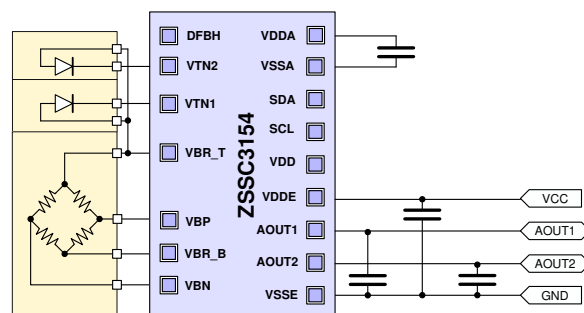 DFBH
VTN2
VTN1
VBR_T
VBP
VBR_B
VBN
ZSSC3154
VDDA
VSSA
SDA
SCL
VDD
VDDE
AOUT1
AOUT2
VSSE
VCC
AOUT1
AOUT2
GND